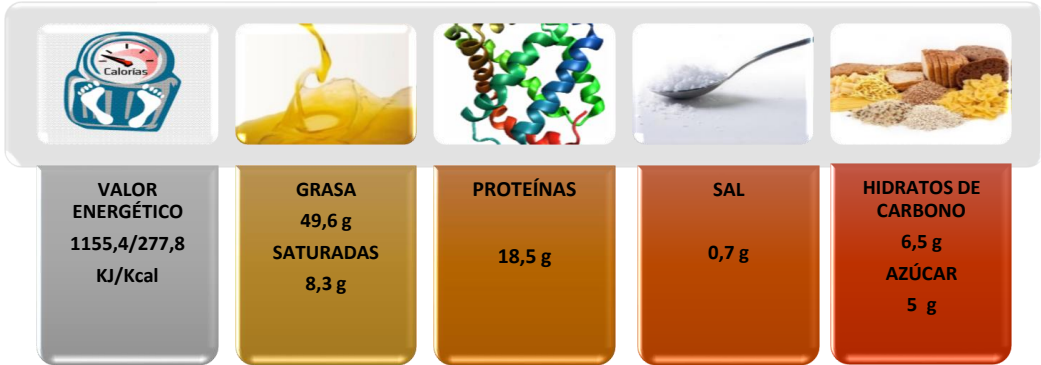 Calorías
VALOR
ENERGÉTICO
1155,4/277,8
KJ/Kcal
GRASA
49,6 g
SATURADAS
8,3 g
PROTEÍNAS
18,5 g
SAL
0,7 g
HIDRATOS DE
CARBONO
6,5 g
AZÚCAR
5 g